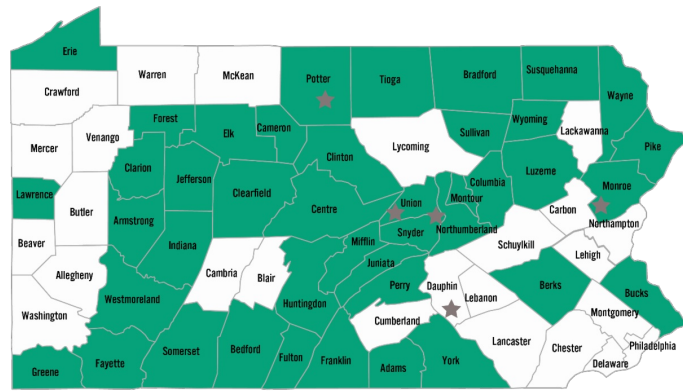 Erie
Crawford
Warren
McKean
Potter
Tioga
Bradford
Susquehanna
Wayne
Forest
Elk
Cameron
Sullivan
Wyoming
Lackawanna
Pike
Mercer
Venango
Clarion
Jefferson
Clearfield
Clinton
Lycoming
Columbia
Luzerne
Monroe
Lawrence
Butler
Armstrong
Indiana
Centre
Union
Montour
Snyder
Northumberland
Carbon
Northampton
Beaver
Allegheny
Cambria
Blair
Mifflin
Juniata
Schuylkill
Lehigh
Washington
Westmoreland
Huntingdon
Perry
Dauphin
Lebanon
Berks
Bucks
Cumberland
Montgomery
Philadelphia
Greene
Fayette
Somerset
Bedford
Fulton
Franklin
Adams
York
Lancaster
Chester
Delaware